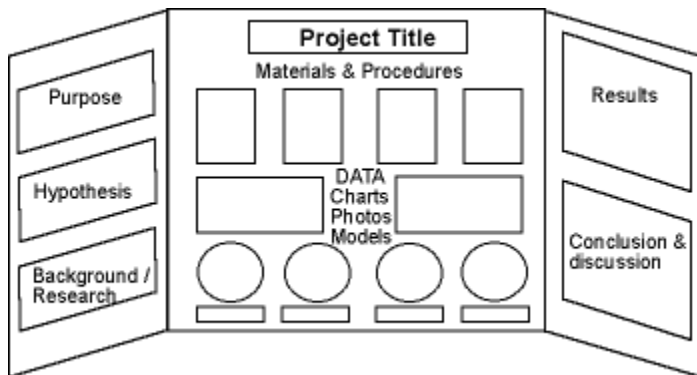 Project Title
Materials & Procedures
Purpose
Hypothesis
Background /
Research
DATA
Charts
Photos
Models
Results
Conclusion &
discussion